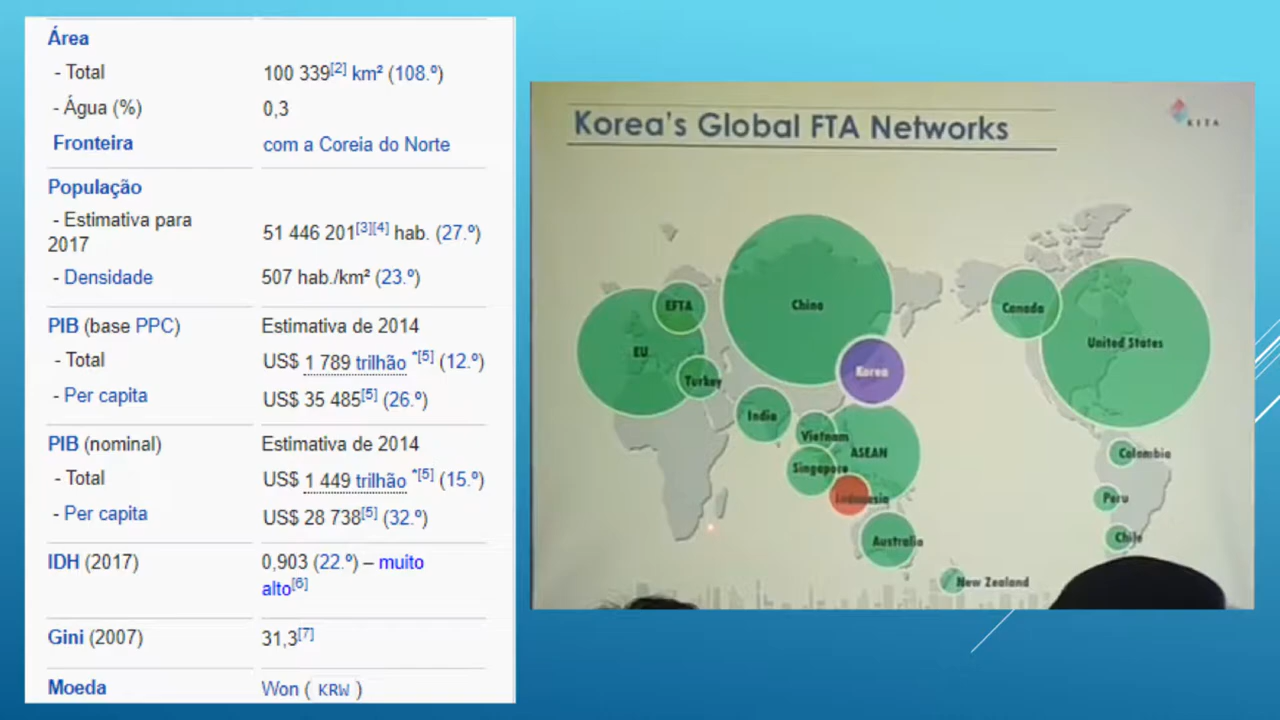 Área
- Total 100 339[2] km² (108.º)
- Água (%) 0,3
Fronteira com a Coreia do Norte
População
- Estimativa para 2017 51 446 201[3][4] hab. (27.º)
- Densidade 507 hab./km² (23.º)
PIB (base PPC) Estimativa de 2014
- Total US$ 1 789 trilhão *[5] (12.º)
- Per capita US$ 35 485[5] (26.º)
PIB (nominal) Estimativa de 2014
- Total US$ 1 449 trilhão *[5] (15.º)
- Per capita US$ 28 738[5] (32.º)
IDH (2017) 0,903 (22.º) – muito
alto[6]
Gini (2007) 31,3[7]
Moeda Won ( KRW )
Korea's Global FTA Networks
KITA
EFTA
China
Canada
EU
United States
Turkey
Korea
India
Vietnam
ASEAN
Colombia
Singapore
Indonesia
Peru
Australia
Chile
New Zealand